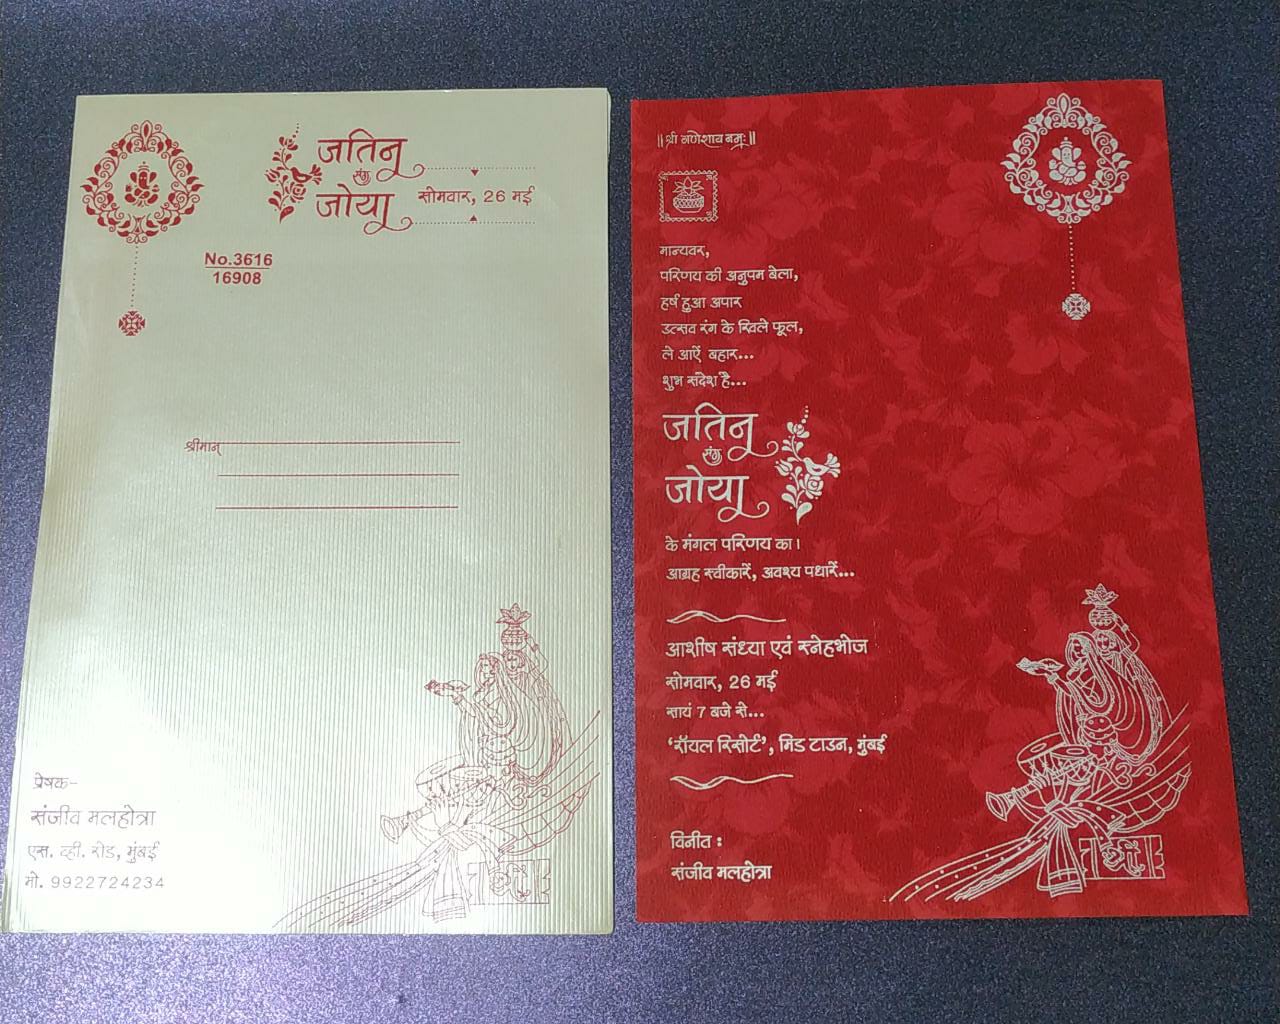 जतिन
संग
जोया
सोमवार, 26 मई
No.3616
16908
श्रीमान्
प्रेषक-
संजीव मलहोत्रा
एस. व्ही. रोड, मुंबई
मो. 9922724234
॥ श्री गणेशाय नमः ॥
मान्यवर,
परिणय की अनुपम बेला,
हर्ष हुआ अपार
उत्सव रंग के खिले फूल,
ले आऐं बहार...
शुभ संदेश है...
जतिन
संग
जोया
के मंगल परिणय का।
आग्रह स्वीकारें, अवश्य पधारें...
आशीष संध्या एवं स्नेहभोज
सोमवार, 26 मई
सायं 7 बजे से...
'रॉयल रिसोर्ट', मिड टाउन, मुंबई
विनीत :
संजीव मलहोत्रा